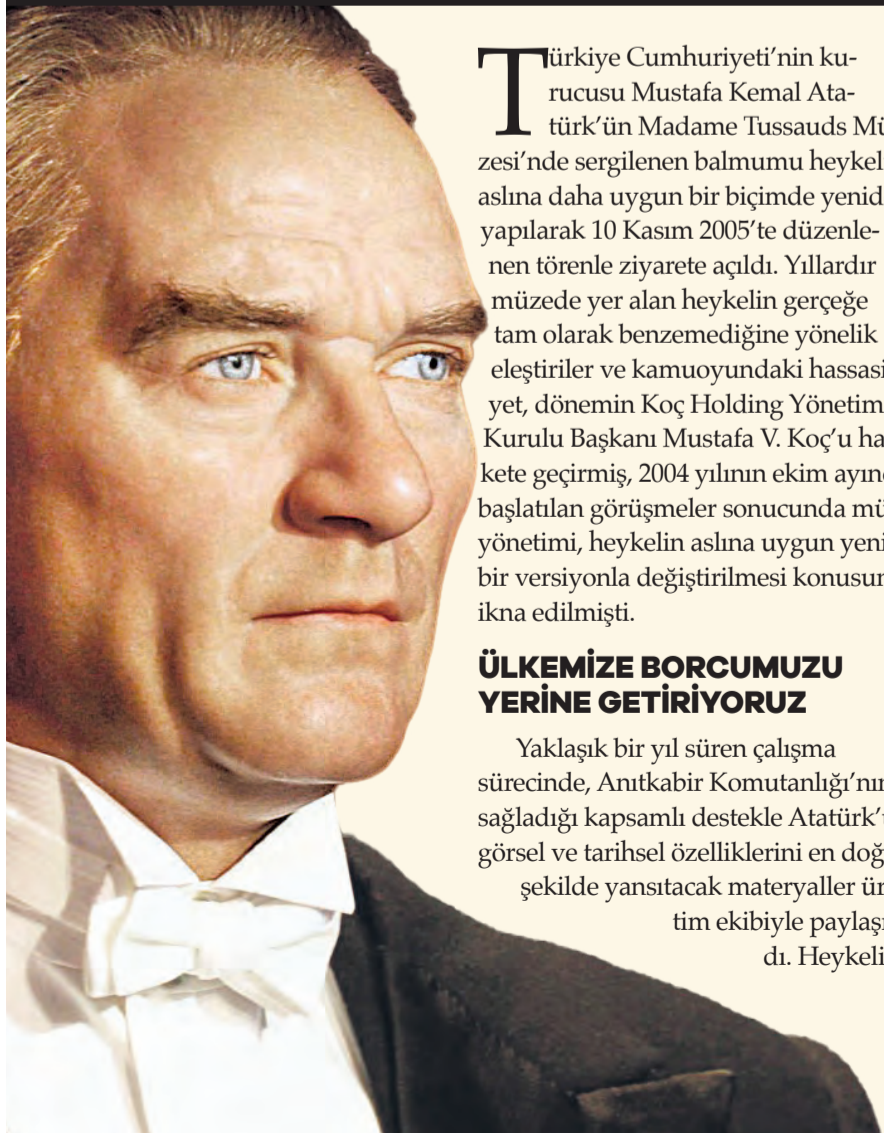 Türkiye Cumhuriyeti’nin ku-
rucusu Mustafa Kemal Ata-
türk’ün Madame Tussauds Mü
zesi’nde sergilenen balmumu heykel
aslına daha uygun bir biçimde yenid
yapılarak 10 Kasım 2005’te düzenle-
nen törenle ziyarete açıldı. Yıllardır
müzede yer alan heykelin gerçeğe
tam olarak benzemediğine yönelik
eleştiriler ve kamuoyundaki hassasi
yet, dönemin Koç Holding Yönetim
Kurulu Başkanı Mustafa V. Koç’u ha
kete geçirmiş, 2004 yılının ekim ayın
başlatılan görüşmeler sonucunda mü
yönetimi, heykelin aslına uygun yeni
bir versiyonla değiştirilmesi konusu
ikna edilmişti.
ÜLKEMİZE BORCUMUZU
YERİNE GETİRİYORUZ
Yaklaşık bir yıl süren çalışma
sürecinde, Anıtkabir Komutanlığı’nın
sağladığı kapsamlı destekle Atatürk’
görsel ve tarihsel özelliklerini en doğ
şekilde yansıtacak materyaller ür
tim ekibiyle paylaş
dı. Heykeli